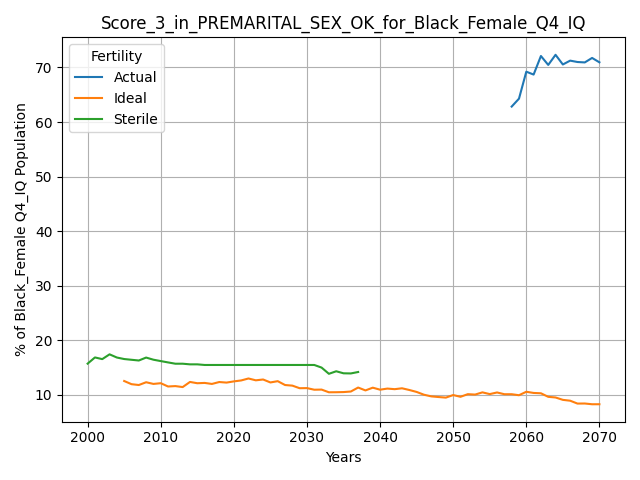 Score_3_in_PREMARITAL_SEX_OK_for_Black_Female_Q4_IQ
Fertility
Actual
Ideal
Sterile
% of Black_Female Q4_IQ Population
70
60
50
40
30
20
10
2000 2010 2020 2030 2040 2050 2060 2070
Years